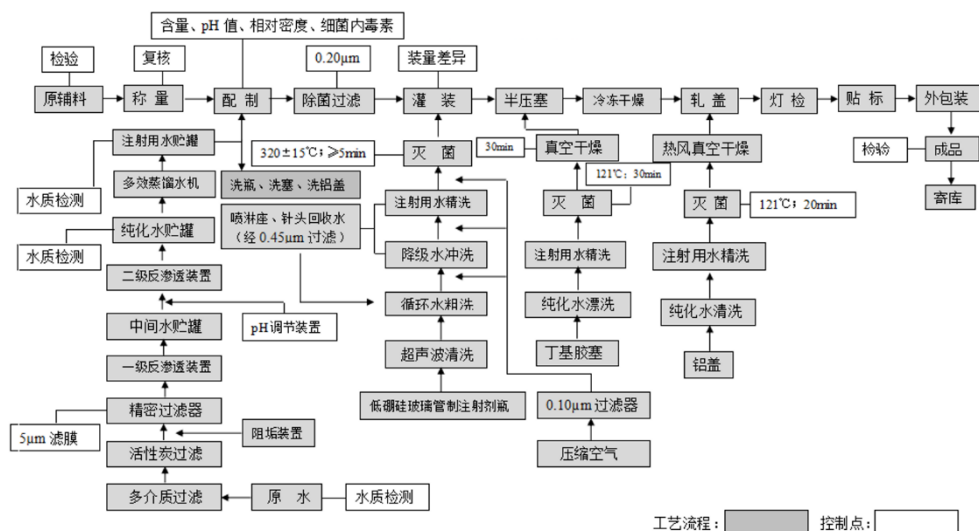 含量、pH 值、相对密度、细菌内毒素
检验
复核
0.20μm
装量差异
原辅料
称量
配制
除菌过滤
灌装
半压塞
冷冻干燥
轧盖
灯检
贴标
外包装
注射用水贮罐
320±15℃；≥5min
灭菌
30min
真空干燥
热风真空干燥
检验
成品
水质检测
多效蒸馏水机
洗瓶、洗塞、洗铝盖
121℃；30min
灭菌
灭菌
121℃；20min
寄库
纯化水贮罐
喷淋座、针头回收水
（经 0.45μm 过滤）
注射用水精洗
水质检测
降级水冲洗
注射用水精洗
注射用水精洗
二级反渗透装置
循环水粗洗
纯化水漂洗
纯化水清洗
中间水贮罐
pH 调节装置
超声波清洗
丁基胶塞
铝盖
一级反渗透装置
精密过滤器
低硼硅玻璃管制注射剂瓶
0.10μm 过滤器
5μm 滤膜
阻垢装置
活性炭过滤
压缩空气
多介质过滤
原水
水质检测
工艺流程：
控制点：